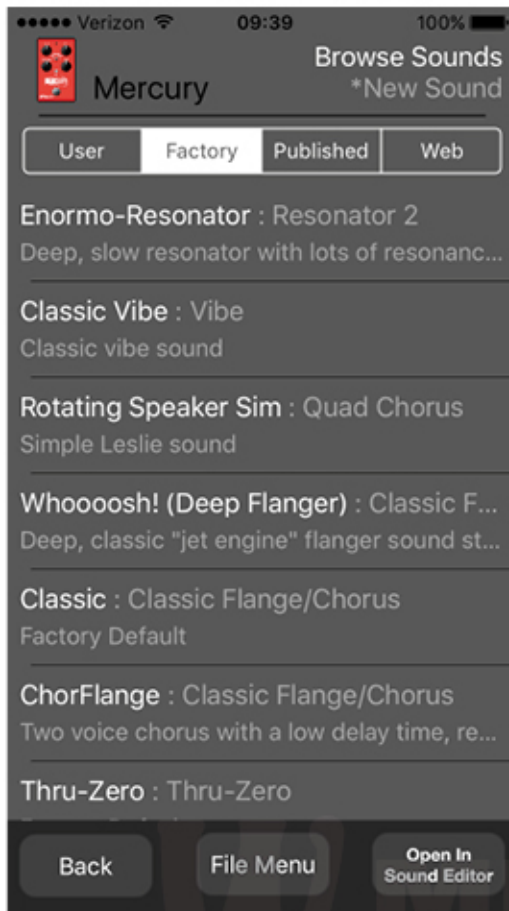 Verizon 09:39 100%
Browse Sounds
Mercury *New Sound
User Factory Published Web
Enormo-Resonator : Resonator 2
Deep, slow resonator with lots of resonanc...
Classic Vibe : Vibe
Classic vibe sound
Rotating Speaker Sim : Quad Chorus
Simple Leslie sound
Whoooosh! (Deep Flanger) : Classic F...
Deep, classic "jet engine" flanger sound st...
Classic : Classic Flange/Chorus
Factory Default
ChorFlange : Classic Flange/Chorus
Two voice chorus with a low delay time, re...
Thru-Zero : Thru-Zero
Back File Menu Open In
Sound Editor